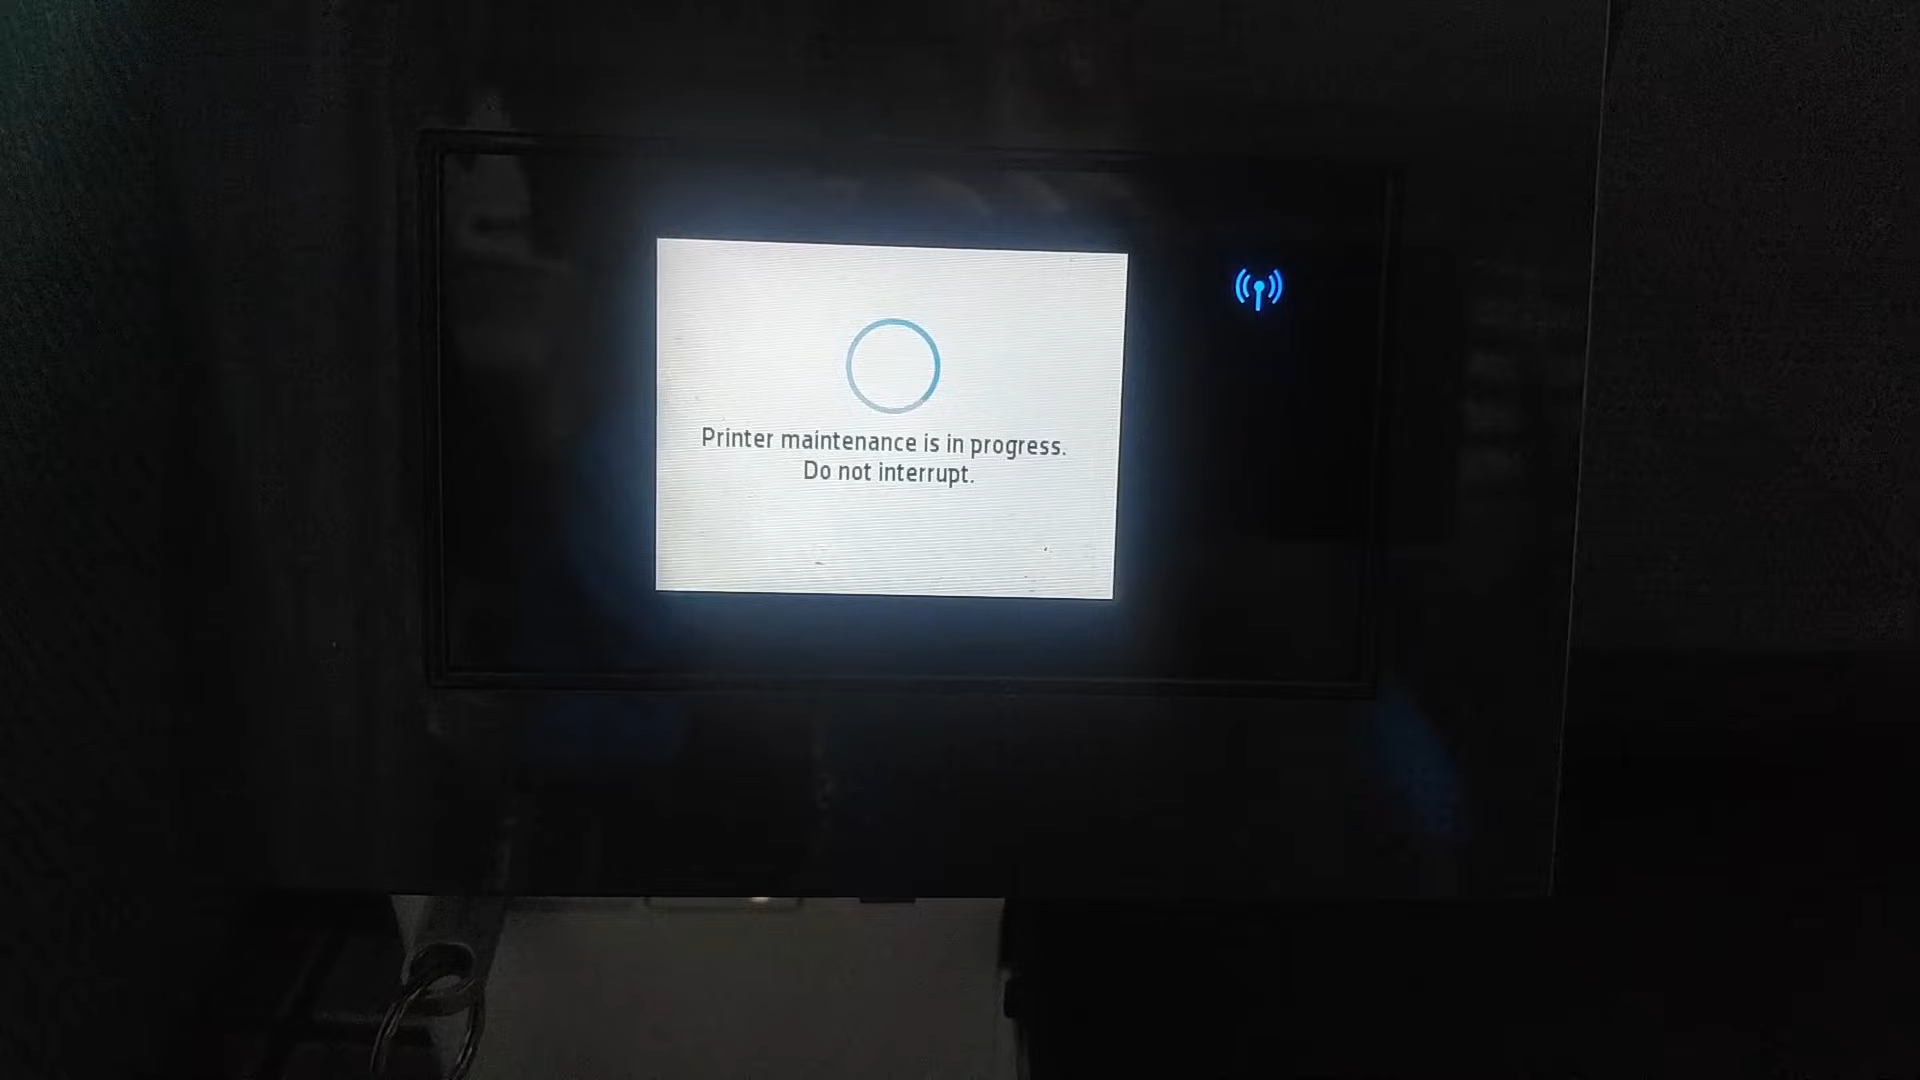 Printer maintenance is in progress.
Do not interrupt.